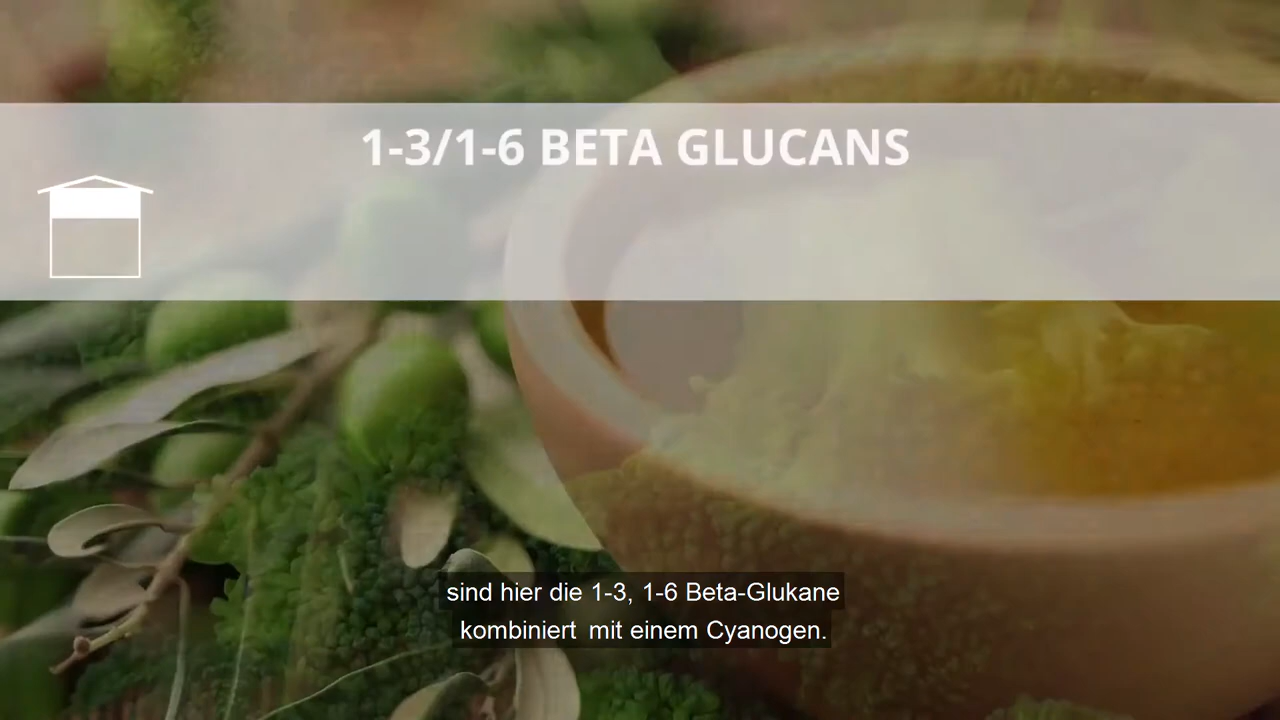 1-3/1-6 BETA GLUCANS
sind hier die 1-3, 1-6 Beta-Glukane
kombiniert mit einem Cyanogen.